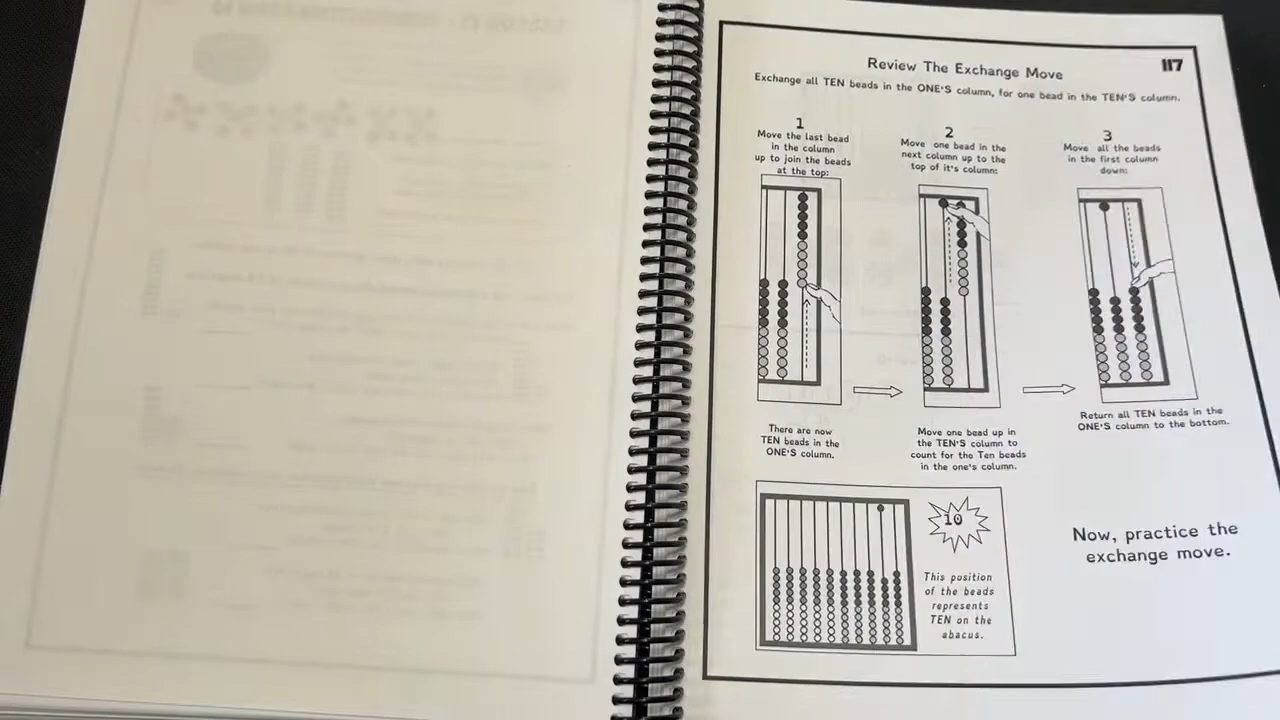 Review The Exchange Move
117
Exchange all TEN beads in the ONE'S column, for one bead in the TEN'S column.
1
Move the last bead
in the column
up to join the beads
at the top:
2
Move one bead in the
next column up to the
top of it's column:
3
Move all the beads
in the first column
down:
There are now
TEN beads in the
ONE'S column.
Move one bead up in
the TEN'S column to
count for the Ten beads
in the one's column.
Return all TEN beads in the
ONE'S column to the bottom.
10
This position
of the beads
represents
TEN on the
abacus.
Now, practice the
exchange move.